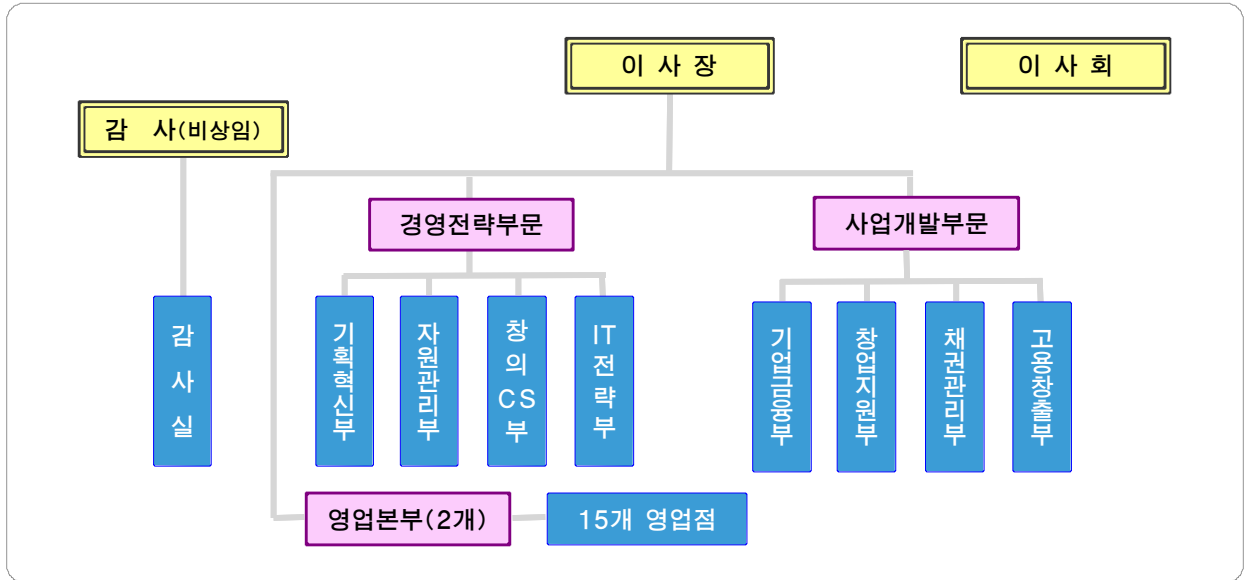 이 사 장
이 사 회
감 사(비상임)
경영전략부문
사업개발부문
감사실
기획혁신부
자원관리부
창의CS부
IT전략부
기업금융부
창업지원부
채권관리부
고용창출부
영업본부(2개)
15개 영업점